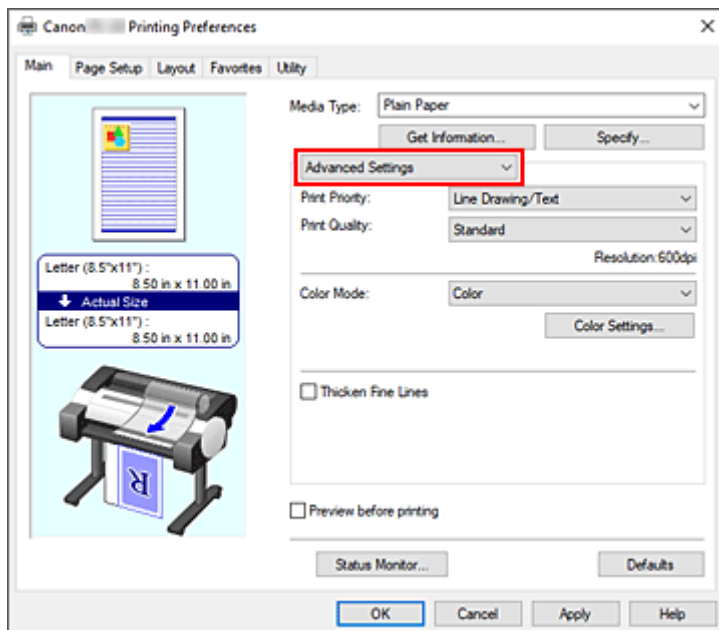 Canon Printing Preferences
Main Page Setup Layout Favorites Utility
Media Type: Plain Paper
Get Information... Specify...
Advanced Settings
Print Priority: Line Drawing/Text
Print Quality: Standard
Resolution:600dpi
Letter (8.5"x11") :
8.50 in x 11.00 in
Actual Size
Letter (8.5"x11") :
8.50 in x 11.00 in
Color Mode: Color
Color Settings...
Thicken Fine Lines
R
Preview before printing
Status Monitor... Defaults
OK Cancel Apply Help